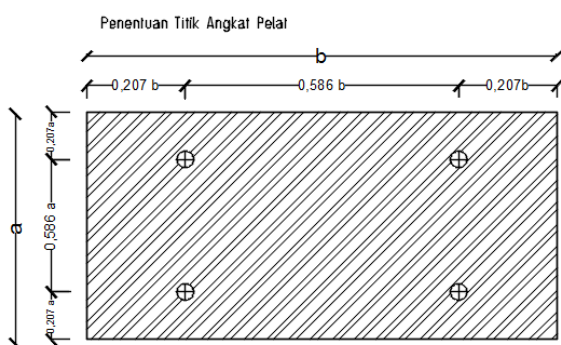 Penentuan Titik Angkat Pelat
b
0,207 b
0,586 b
0,207b
a
0,207a
0,586 a
0,207 a